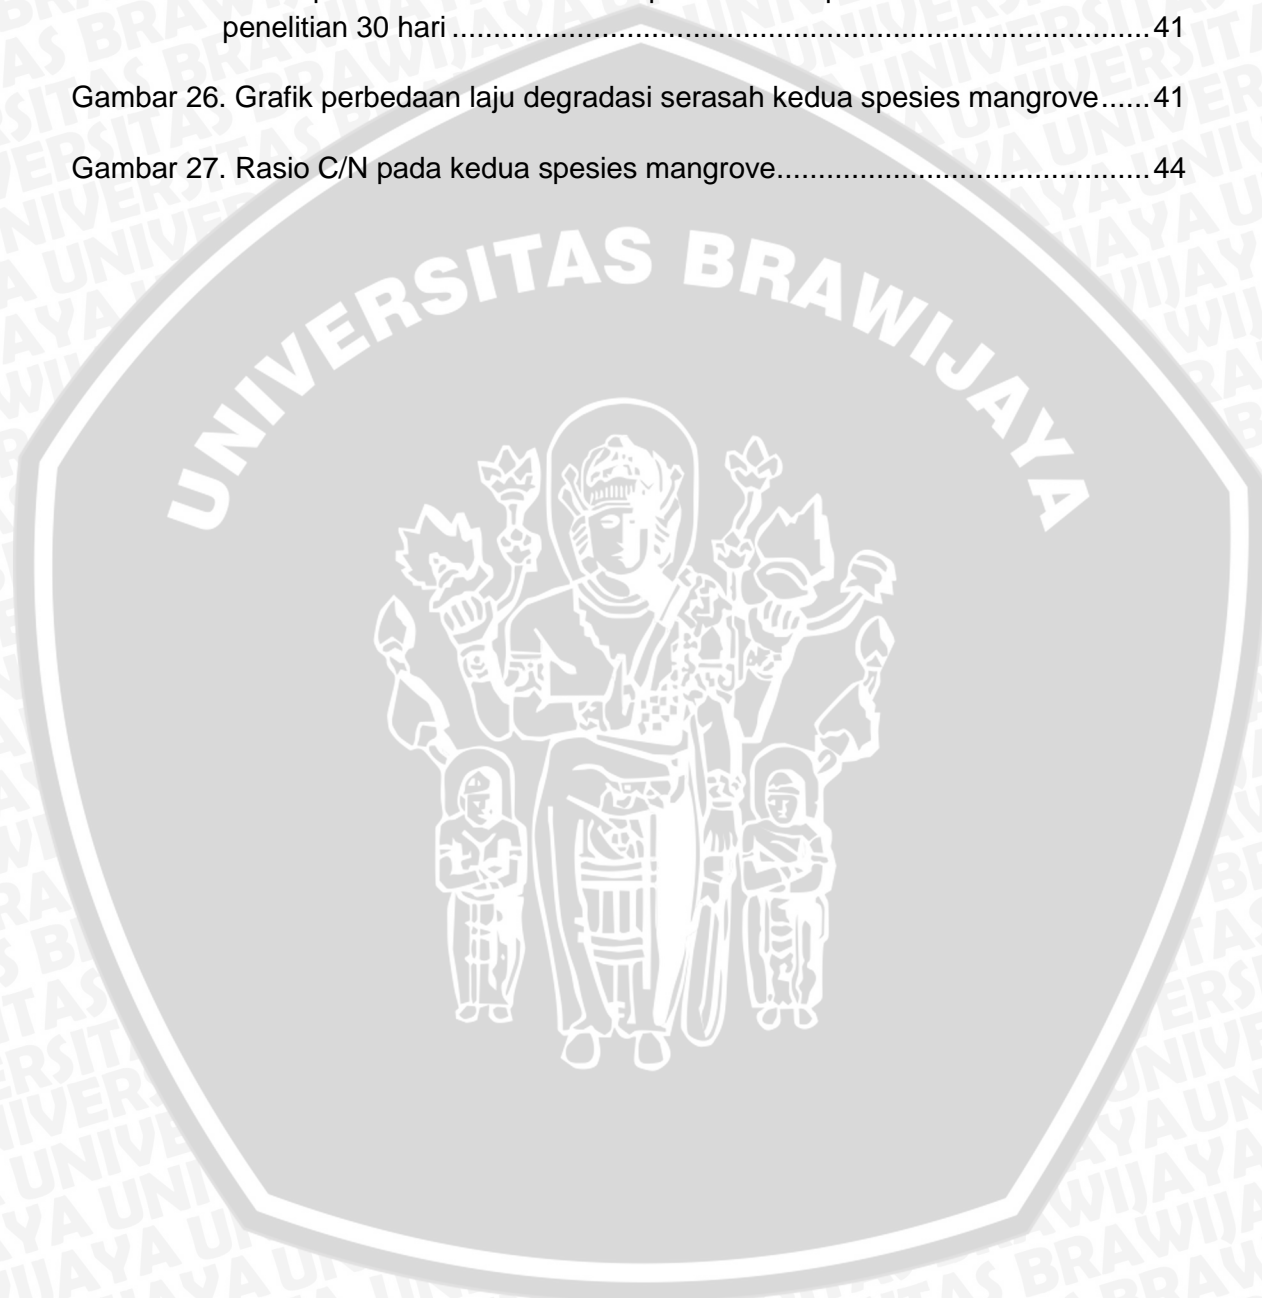 penelitian 30 hari ................................................................................... 41
Gambar 26. Grafik perbedaan laju degradasi serasah kedua spesies mangrove...... 41
Gambar 27. Rasio C/N pada kedua spesies mangrove............................................. 44
UNIVERSITAS BRAWIJAYA